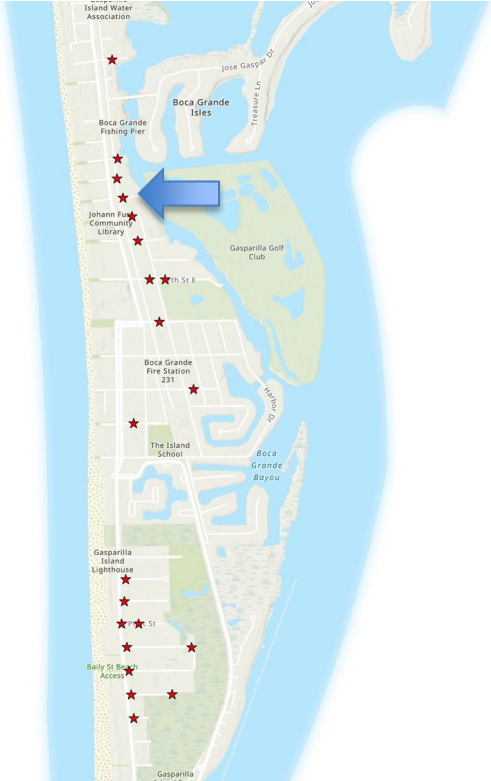 Island Water
Association
Jose Gaspar Dr
Treasure Ln
Boca Grande
Isles
Boca Grande
Fishing Pier
Johann Fus
Community
Library
Gasparilla Golf
Club
th St E
Boca Grande
Fire Station
231
Harbor Dr
The Island
School
Boca
Grande
Bayou
Gasparilla
Island
Lighthouse
St
Baily St Beach
Access
Gasparilla